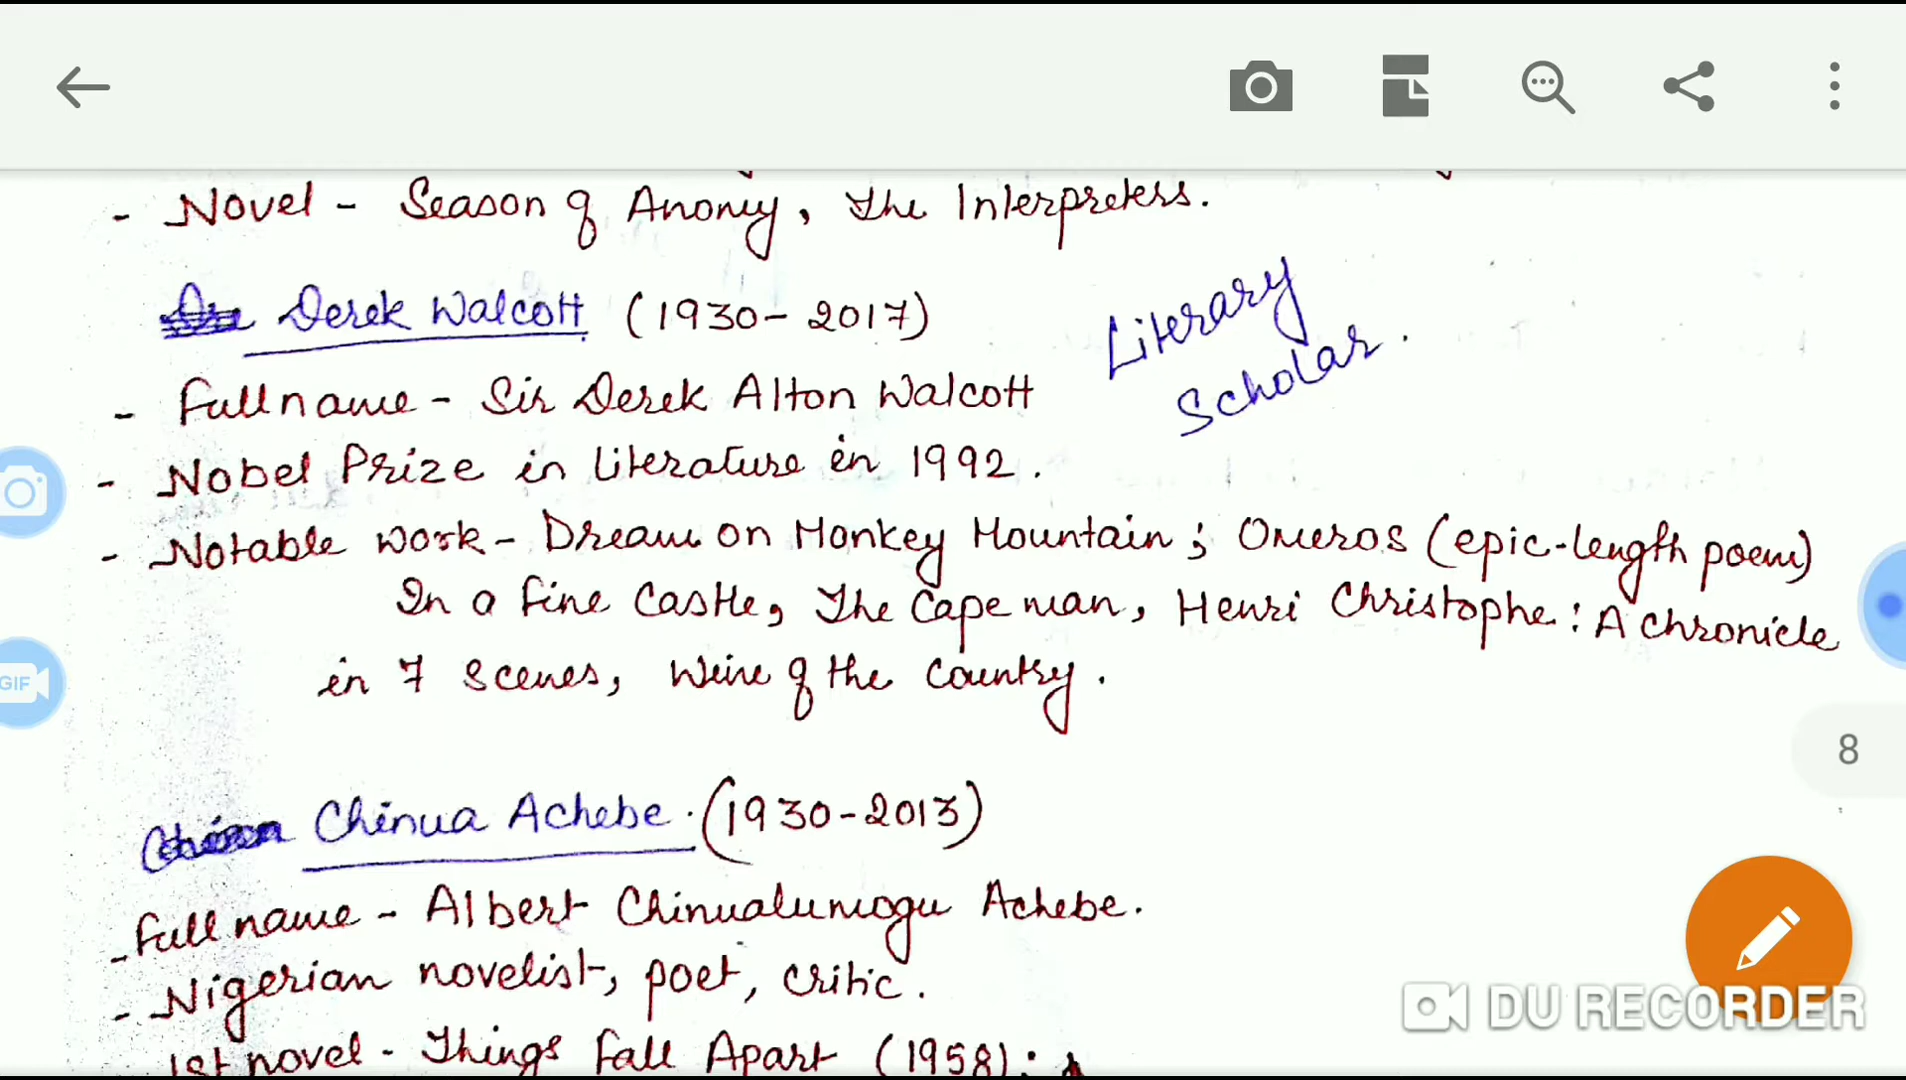 - Novel - Season of Anomy, The Interpreters.
Derek Walcott (1930-2017)
Literary
Scholar.
- Full name - Sir Derek Alton Walcott
- Nobel Prize in literature in 1992.
- Notable work - Dream on Monkey Mountain; Omeros (epic-length poem)
In a Fine Castle, The Cape man, Henri Christophe: A chronicle
in 7 scenes, Wine of the Country.
8
Chinua Achebe. (1930-2013)
- Full name - Albert Chinualumogu Achebe.
- Nigerian novelist, poet, critic.
1st novel - Things Fall Apart (1958):
GIF
DU RECORDER